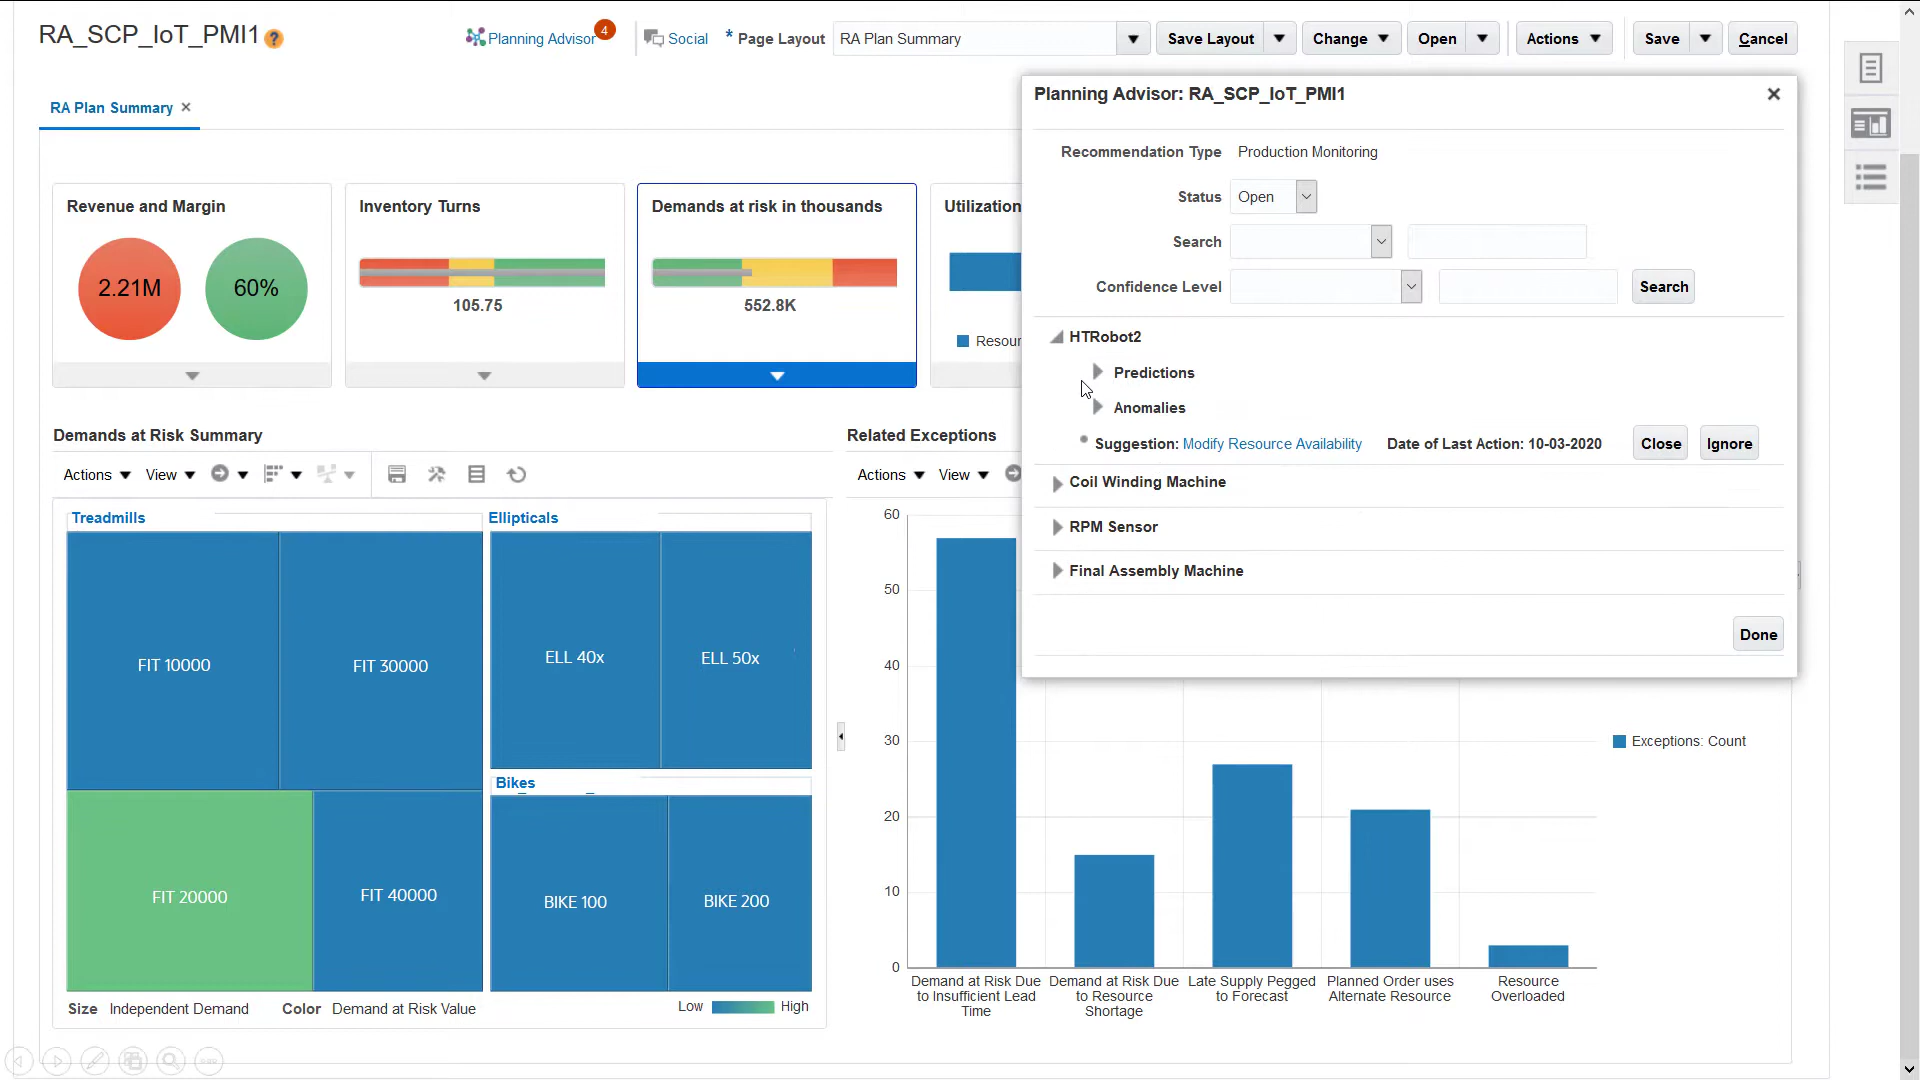 RA_SCP_IoT_PMI1 ?
Planning Advisor 4
Social
* Page Layout RA Plan Summary
Save Layout
Change
Open
Actions
Save
Cancel
RA Plan Summary ×
Revenue and Margin
2.21M
60%
Inventory Turns
105.75
Demands at risk in thousands
552.8K
Utilization
Resour
Planning Advisor: RA_SCP_IoT_PMI1
Recommendation Type Production Monitoring
Status Open
Search
Confidence Level
Search
HTRobot2
Predictions
Anomalies
Suggestion: Modify Resource Availability Date of Last Action: 10-03-2020 Close Ignore
Coil Winding Machine
RPM Sensor
Final Assembly Machine
Done
Demands at Risk Summary
Actions View
Treadmills
FIT 10000
FIT 30000
FIT 20000
FIT 40000
Ellipticals
ELL 40x
ELL 50x
Bikes
BIKE 100
BIKE 200
Size Independent Demand Color Demand at Risk Value Low High
Related Exceptions
Actions View
60
50
40
30
20
10
0
Demand at Risk Due
to Insufficient Lead
Time
Demand at Risk Due
to Resource
Shortage
Late Supply Pegged
to Forecast
Planned Order uses
Alternate Resource
Resource
Overloaded
Exceptions: Count